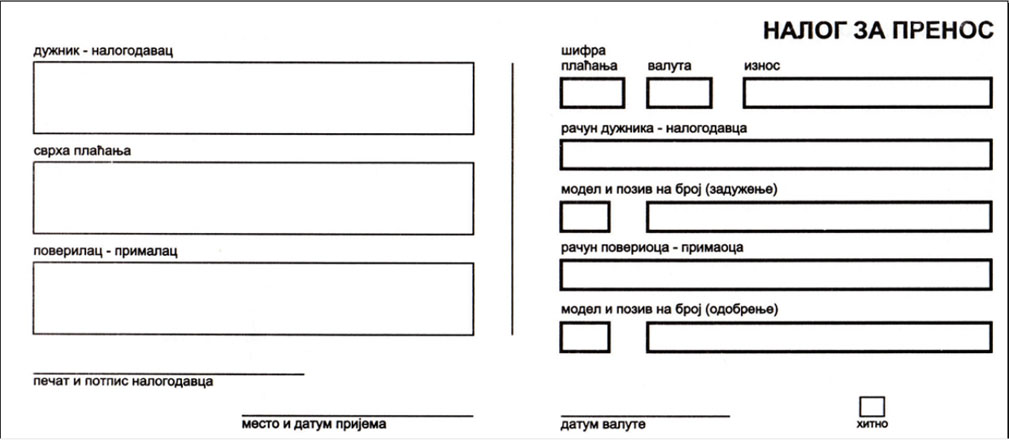 НАЛОГ ЗА ПРЕНОС
дужник - налогодавац
сврха плаћања
поверилац - прималац
печат и потпис налогодавца
место и датум пријема
шифра
плаћања
валута
износ
рачун дужника - налогодавца
модел и позив на број (задужење)
рачун повериоца - примаоца
модел и позив на број (одобрење)
датум валуте
хитно